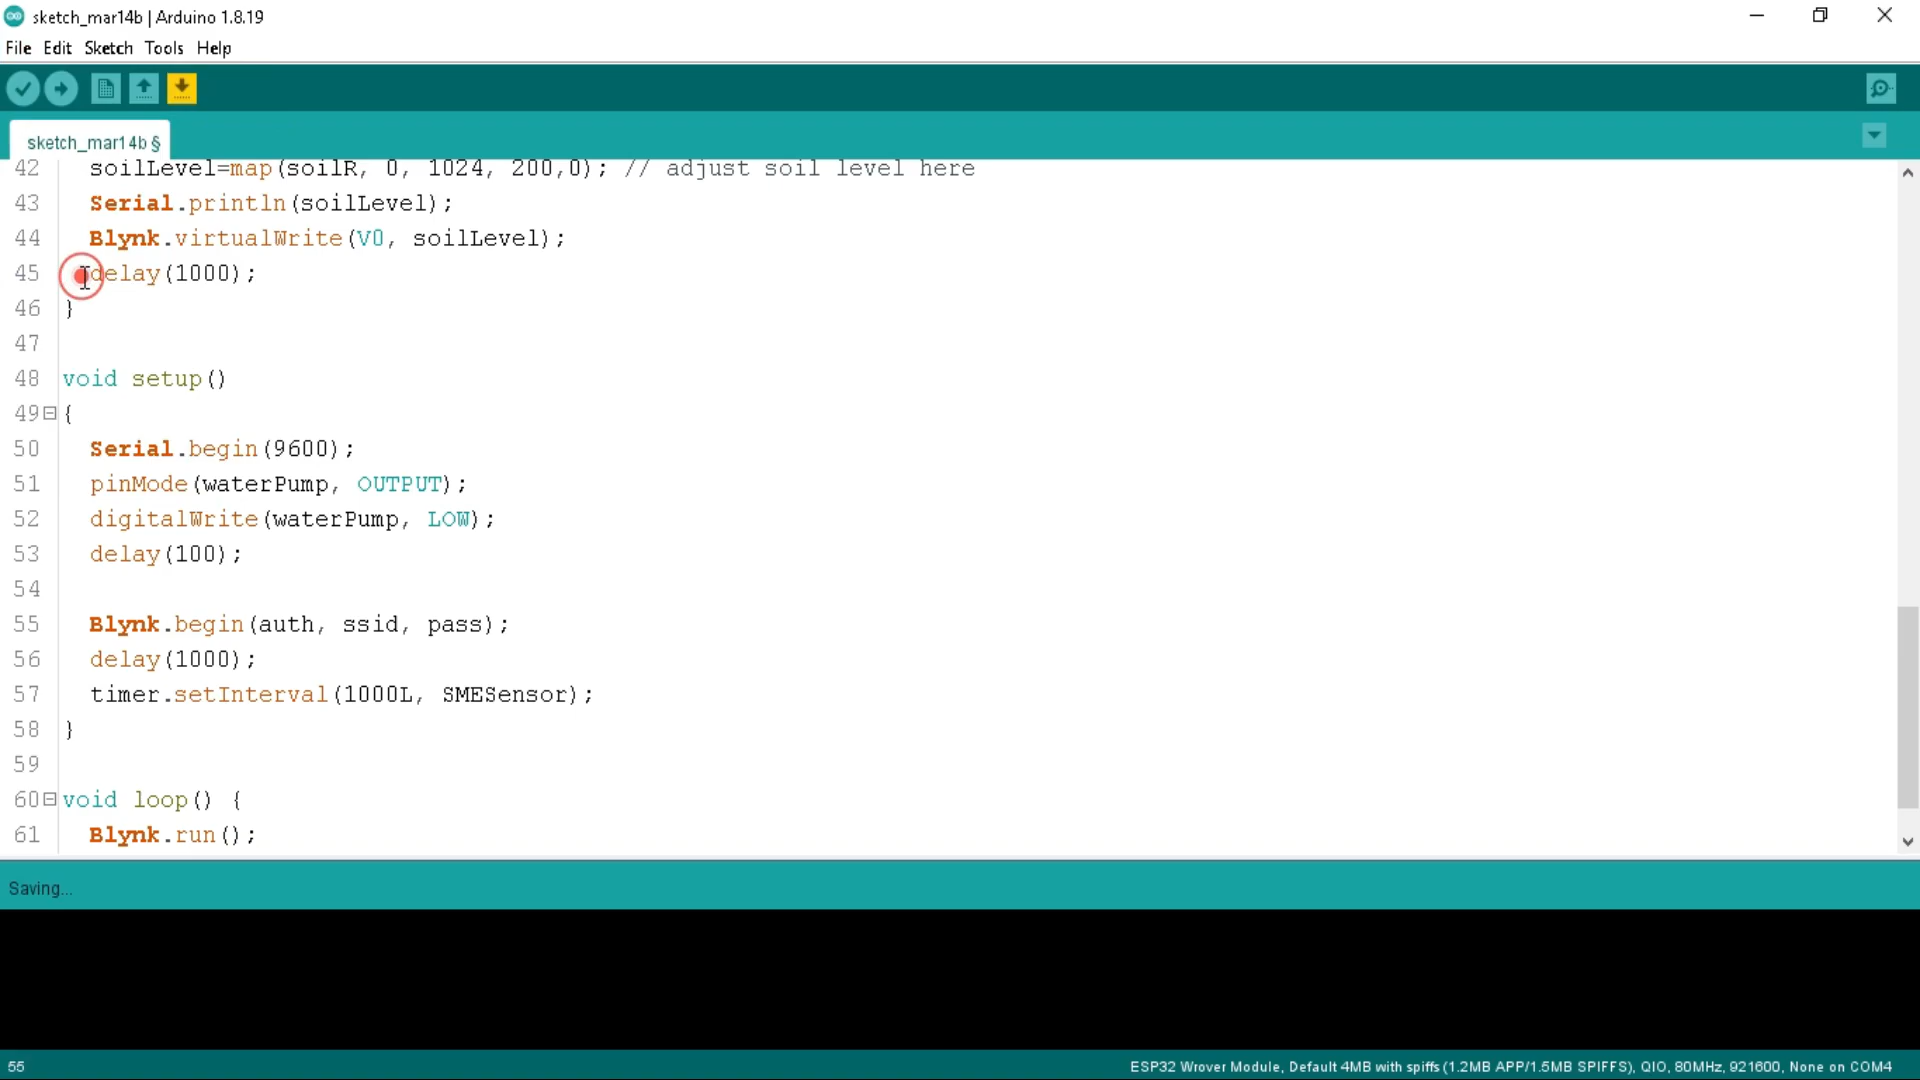 sketch_mar14b | Arduino 1.8.19
File Edit Sketch Tools Help
sketch_mar14b §
42 soilLevel=map(soilR, 0, 1024, 200,0); // adjust soil level here
43 Serial.println(soilLevel);
44 Blynk.virtualWrite(V0, soilLevel);
45 delay(1000);
46 }
47
48 void setup()
49 {
50 Serial.begin(9600);
51 pinMode(waterPump, OUTPUT);
52 digitalWrite(waterPump, LOW);
53 delay(100);
54
55 Blynk.begin(auth, ssid, pass);
56 delay(1000);
57 timer.setInterval(1000L, SMESensor);
58 }
59
60 void loop() {
61 Blynk.run();
Saving...
55 ESP32 Wrover Module, Default 4MB with spiffs (1.2MB APP/1.5MB SPIFFS), QIO, 80MHz, 921600, None on COM4